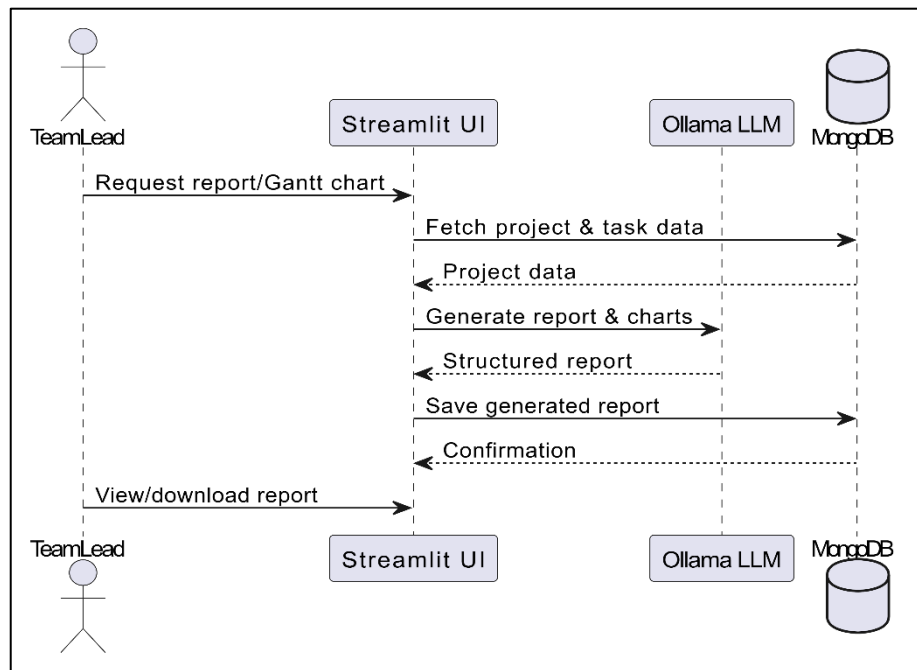 TeamLead
Streamlit UI
Ollama LLM
MongoDB
Request report/Gantt chart
Fetch project & task data
Project data
Generate report & charts
Structured report
Save generated report
Confirmation
View/download report
TeamLead
Streamlit UI
Ollama LLM
MongoDB